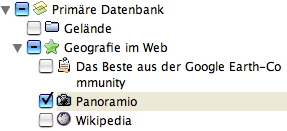 Primäre Datenbank
Gelände
Geografie im Web
Das Beste aus der Google Earth-Co
mmunity
Panoramio
Wikipedia